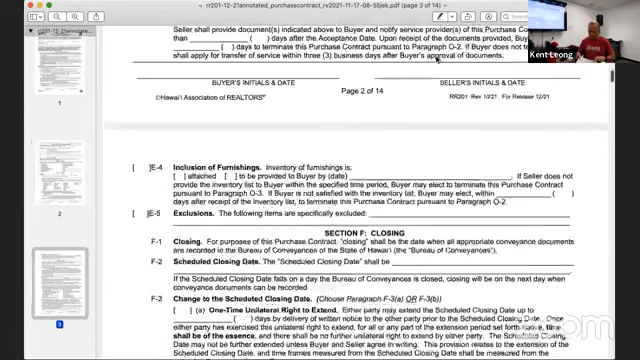 rr201-12-21annotated_purchasecontract_rv2021-11-17-08-55jek.pdf (page 3 of 14)
Search
Kent Leong
Seller shall provide document(s) indicated above to Buyer and notify service provider(s) of this Purchase
than ( ) days after the Acceptance Date. Upon receipt of the documents provided, Buyer
( ) days to terminate this Purchase Contract pursuant to Paragraph O-2. If Buyer does not te
shall apply for transfer of service within three (3) business days after Buyer's approval of documents.
BUYER'S INITIALS & DATE SELLER'S INITIALS & DATE
Page 2 of 14
©Hawai'i Association of REALTORS® RR201 Rev 10/21 For Release 12/21
[ ]E-4 Inclusion of Furnishings. Inventory of furnishings is:
[ ] attached [ ] to be provided to Buyer by (date) . If Seller does not
provide the inventory list to Buyer within the specified time period, Buyer may elect to terminate this Purchase Contract
pursuant to Paragraph O-3. If Buyer is not satisfied with the inventory list, Buyer may elect, within ( )
days after receipt of the inventory list, to terminate this Purchase Contract pursuant to Paragraph O-2.
[ ]E-5 Exclusions. The following items are specifically excluded:
SECTION F: CLOSING
F-1 Closing. For purposes of this Purchase Contract, "closing" shall be the date when all appropriate conveyance documents
are recorded in the Bureau of Conveyances of the State of Hawai'i (the "Bureau of Conveyances").
F-2 Scheduled Closing Date. The "Scheduled Closing Date" shall be
If the Scheduled Closing Date falls on a day the Bureau of Conveyances is closed, closing will be on the next day when
conveyance documents can be recorded
F-3 Change to the Scheduled Closing Date. (Choose Paragraph F-3(a) OR F-3(b))
[ ] (a) One-Time Unilateral Right to Extend. Either party may extend the Scheduled Closing Date up to
( ) days by delivery of written notice to the other party prior to the Scheduled Closing Date. Once
either party has exercised this unilateral right to extend, for all or any part of the extension period set forth above, time
shall be of the essence, and there shall be no further unilateral right to extend by either party. The Scheduled Closing
Date may not be further extended unless Buyer and Seller agree in writing. This provision relates to the extension of the
Scheduled Closing Date
1
2
3